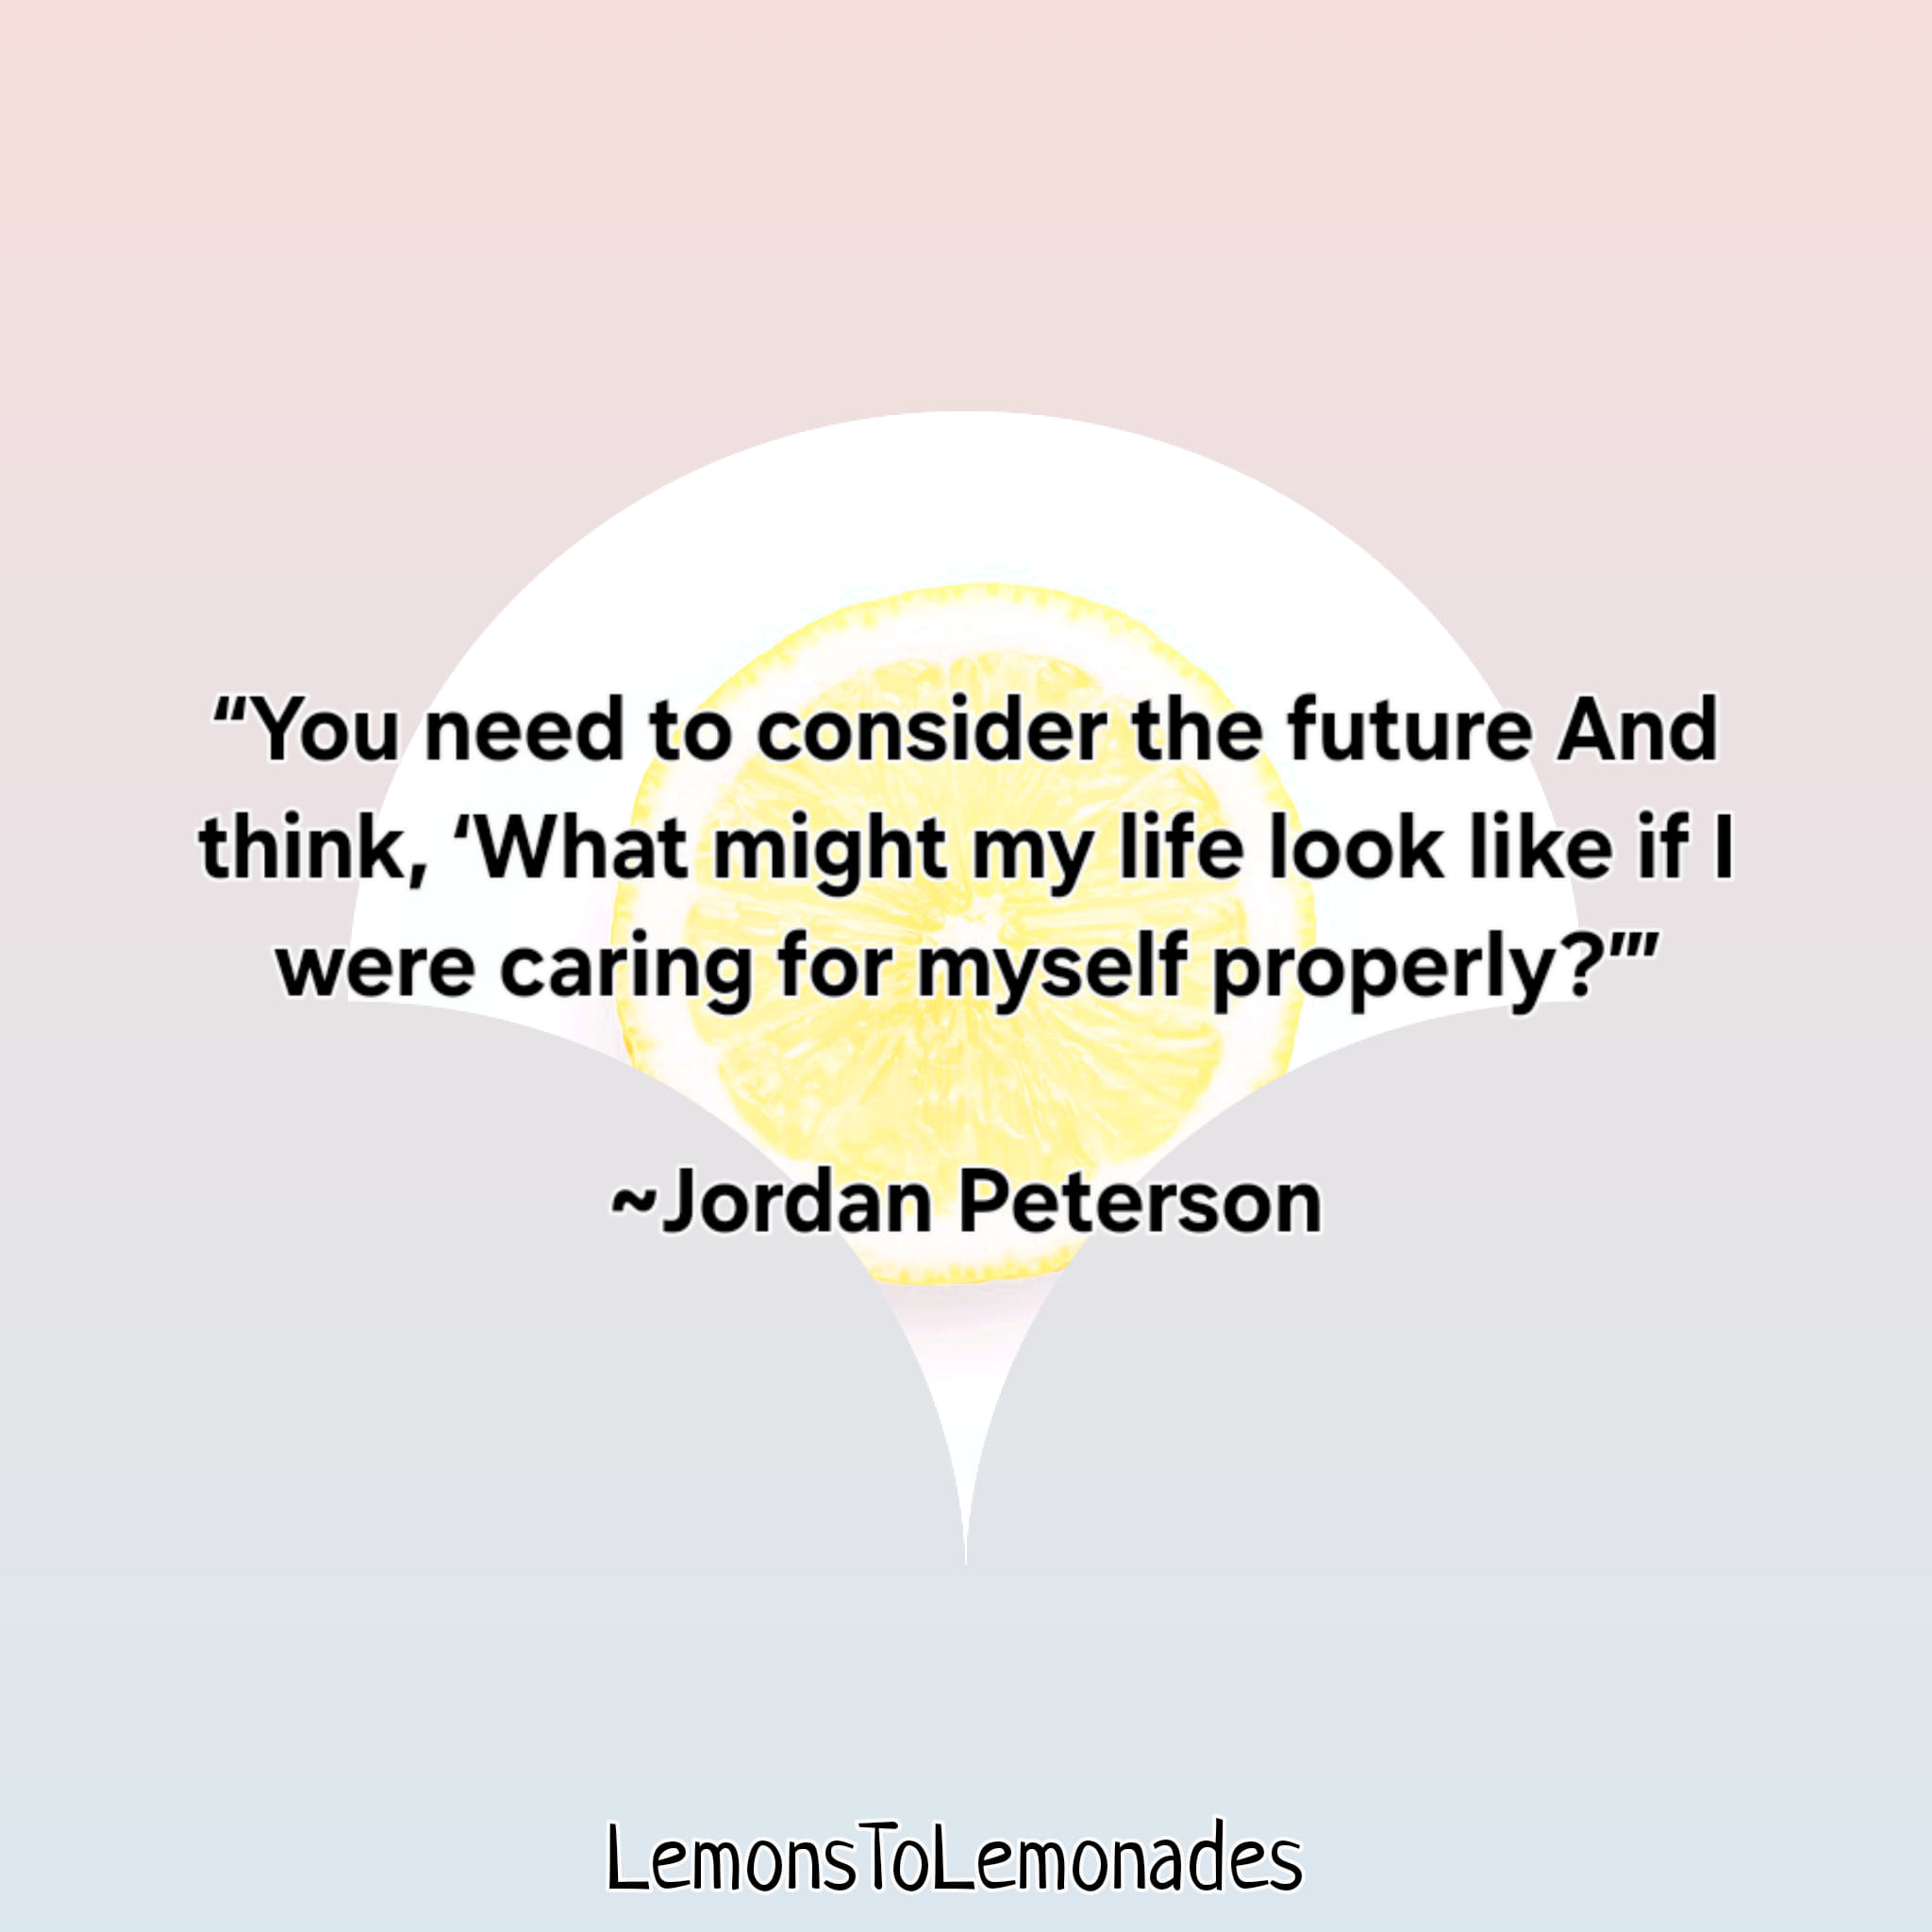 “You need to consider the future And
think, ‘What might my life look like if I
were caring for myself properly?’”
~Jordan Peterson
LemonsToLemonades